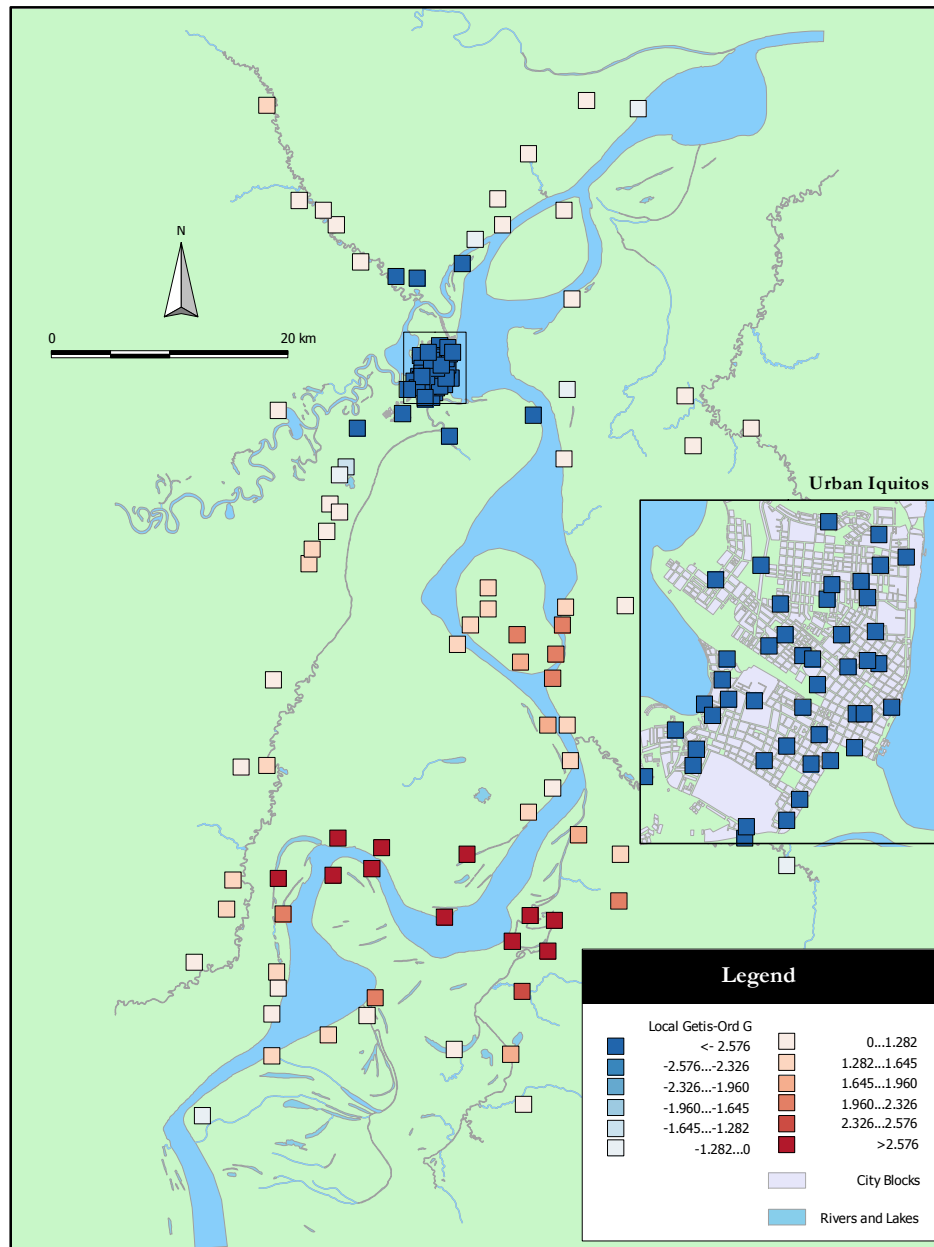 N
0 20 km
Urban Iquitos
Legend
Local Getis-Ord G
<- 2.576
-2.576...-2.326
-2.326...-1.960
-1.960...-1.645
-1.645...-1.282
-1.282...0
0...1.282
1.282...1.645
1.645...1.960
1.960...2.326
2.326...2.576
>2.576
City Blocks
Rivers and Lakes